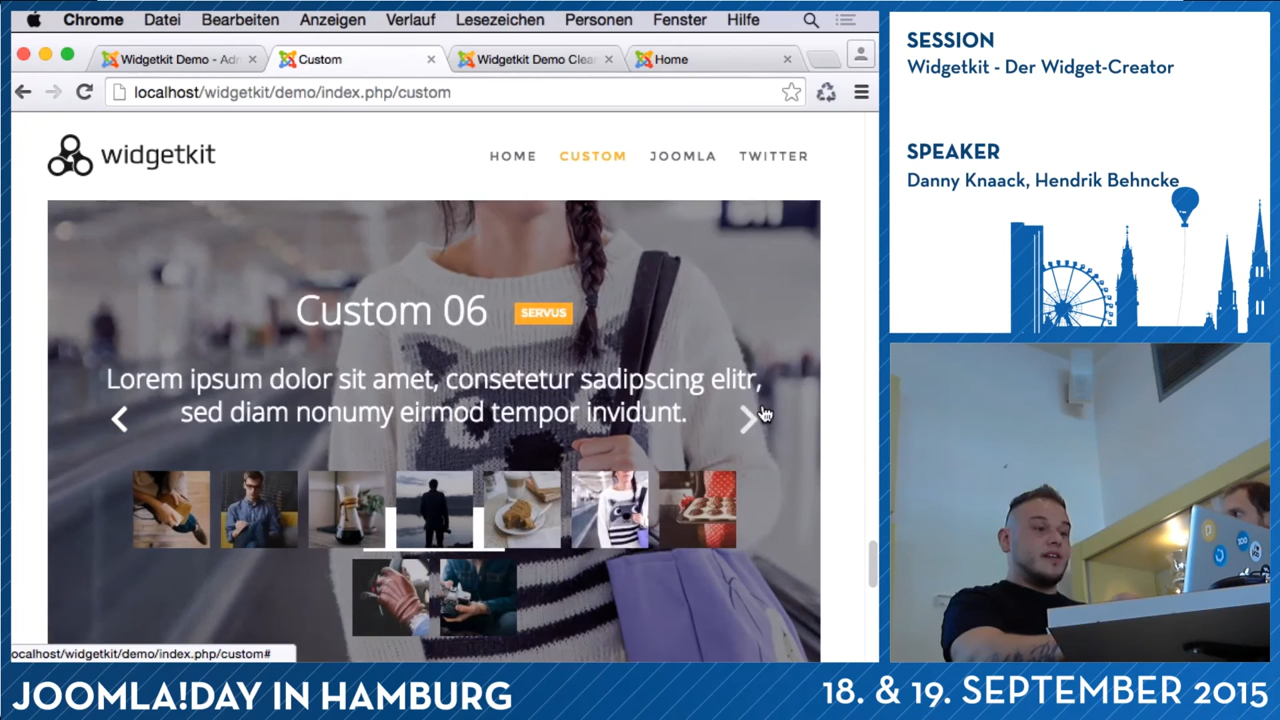 Chrome Datei Bearbeiten Anzeigen Verlauf Lesezeichen Personen Fenster Hilfe
Widgetkit Demo - Adm
Custom
Widgetkit Demo Clea
Home
localhost/widgetkit/demo/index.php/custom
widgetkit
HOME CUSTOM JOOMLA TWITTER
Custom 06 SERVUS
Lorem ipsum dolor sit amet, consetetur sadipscing elitr,
sed diam nonumy eirmod tempor invidunt.
ocalhost/widgetkit/demo/index.php/custom#
SESSION
Widgetkit - Der Widget-Creator
SPEAKER
Danny Knaack, Hendrik Behncke
JOOMLA!DAY IN HAMBURG
18. & 19. SEPTEMBER 2015